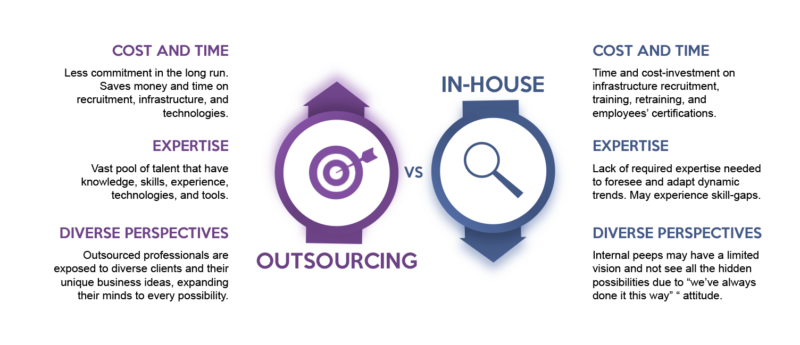 COST AND TIME
Less commitment in the long run.
Saves money and time on
recruitment, infrastructure, and
technologies.
EXPERTISE
Vast pool of talent that have
knowledge, skills, experience,
technologies, and tools.
DIVERSE PERSPECTIVES
Outsourced professionals are
exposed to diverse clients and their
unique business ideas, expanding
their minds to every possibility.
OUTSOURCING
VS
IN-HOUSE
COST AND TIME
Time and cost-investment on
infrastructure recruitment,
training, retraining, and
employees' certifications.
EXPERTISE
Lack of required expertise needed
to foresee and adapt dynamic
trends. May experience skill-gaps.
DIVERSE PERSPECTIVES
Internal peeps may have a limited
vision and not see all the hidden
possibilities due to “we've always
done it this way” “ attitude.